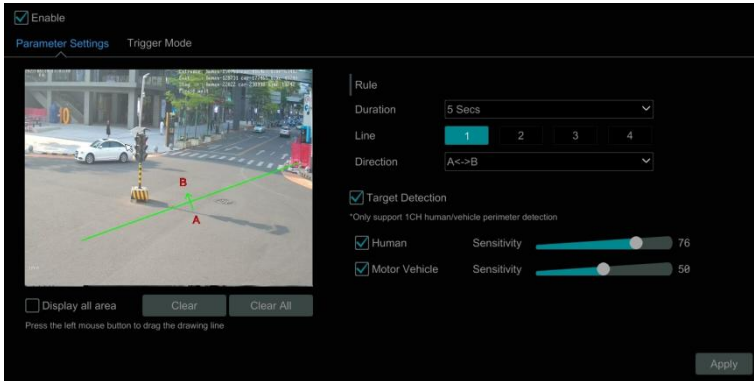 Enable
Parameter Settings
Trigger Mode
Rule
Duration
5 Secs
Line
1
2
3
4
Direction
A<->B
B
A
Target Detection
*Only support 1CH human/vehicle perimeter detection
Human
Sensitivity
76
Motor Vehicle
Sensitivity
50
Display all area
Clear
Clear All
Press the left mouse button to drag the drawing line
Apply